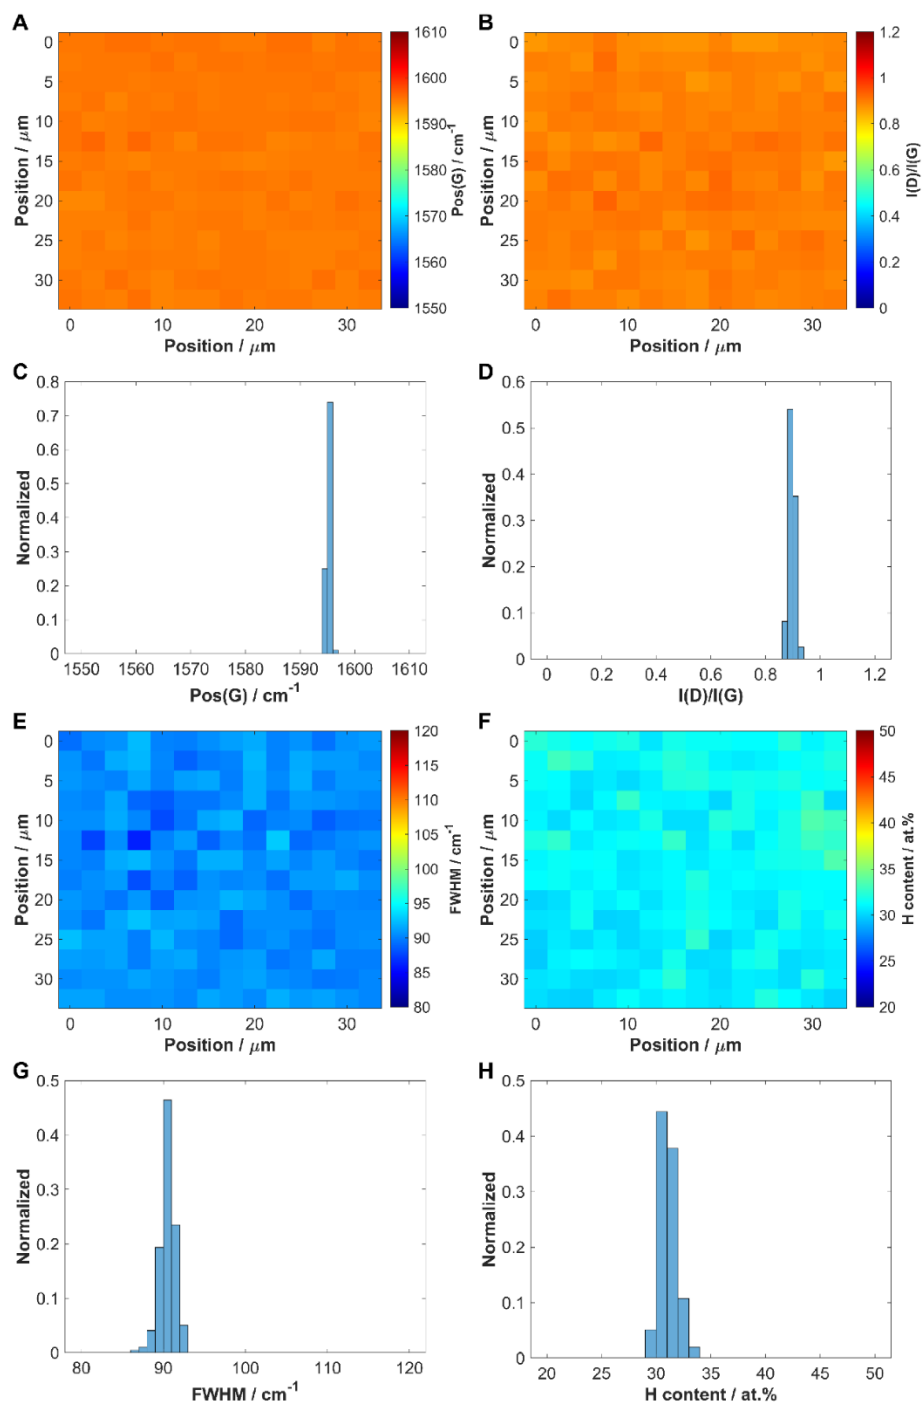 A
0
5
10
15
20
25
30
Position / μm
0 10 20 30
Position / μm
1610
1600
1590
1580
1570
1560
1550
Pos(G) / cm⁻¹
B
0
5
10
15
20
25
30
Position / μm
0 10 20 30
Position / μm
1.2
1
0.8
0.6
0.4
0.2
0
I(D)/I(G)
C
0.8
0.7
0.6
0.5
0.4
0.3
0.2
0.1
0
Normalized
1550 1560 1570 1580 1590 1600 1610
Pos(G) / cm⁻¹
D
0.6
0.5
0.4
0.3
0.2
0.1
0
Normalized
0 0.2 0.4 0.6 0.8 1 1.2
I(D)/I(G)
E
0
5
10
15
20
25
30
Position / μm
0 10 20 30
Position / μm
120
115
110
105
100
95
90
85
80
FWHM / cm⁻¹
F
0
5
10
15
20
25
30
Position / μm
0 10 20 30
Position / μm
50
45
40
35
30
25
20
H content / at.%
G
0.5
0.4
0.3
0.2
0.1
0
Normalized
80 90 100 110 120
FWHM / cm⁻¹
H
0.5
0.4
0.3
0.2
0.1
0
Normalized
20 25 30 35 40 45 50
H content / at.%